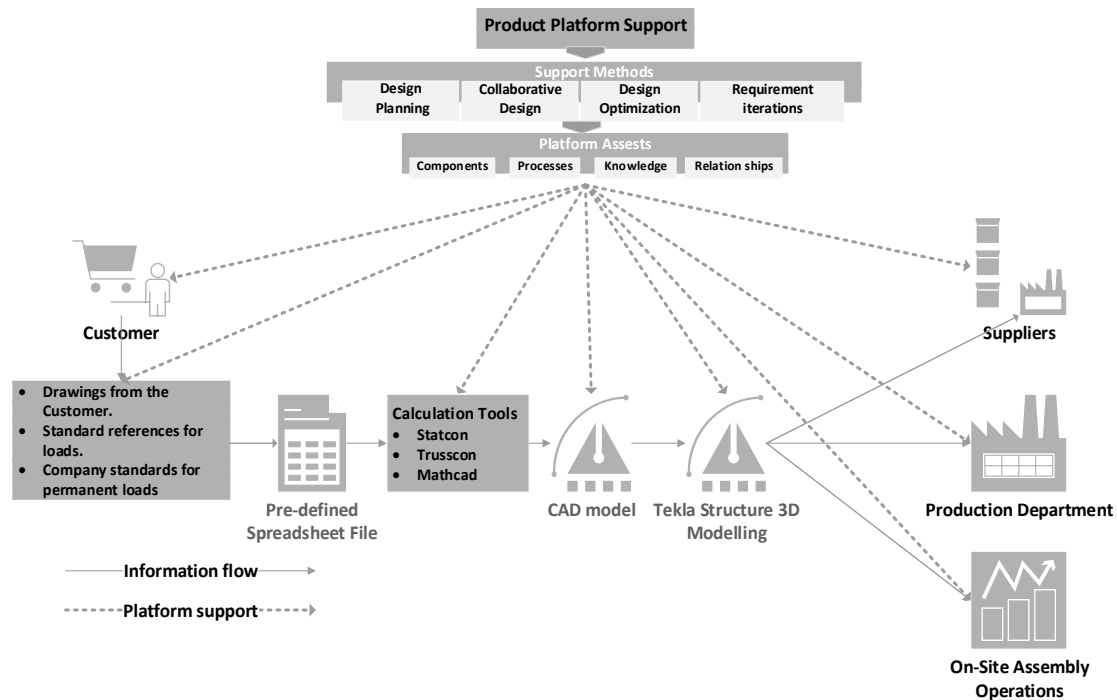 Product Platform Support
Support Methods
Design
Planning
Collaborative
Design
Design
Optimization
Requirement
iterations
Platform Assests
Components
Processes
Knowledge
Relation ships
Customer
Suppliers
• Drawings from the
Customer.
• Standard references for
loads.
• Company standards for
permanent loads
Pre-defined
Spreadsheet File
Calculation Tools
• Statcon
• Trusscon
• Mathcad
CAD model
Tekla Structure 3D
Modelling
Production Department
Information flow
Platform support
On-Site Assembly
Operations